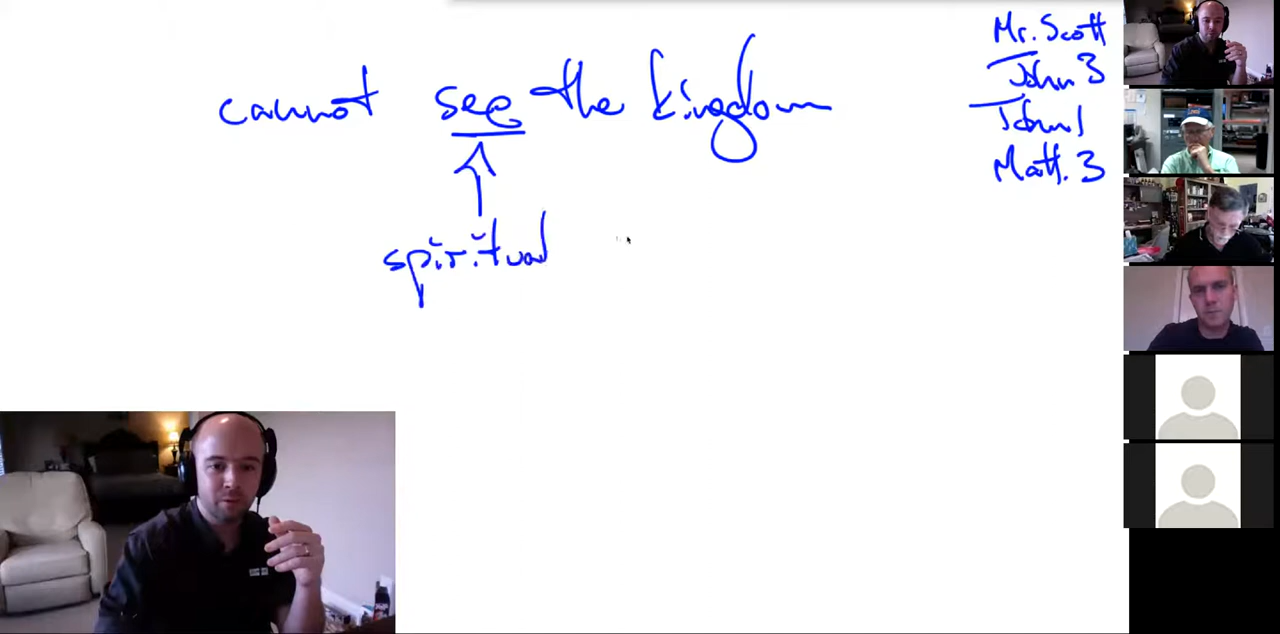 cannot see the kingdom
spiritual
Mr. Scott
John 3
John 1
Matt. 3